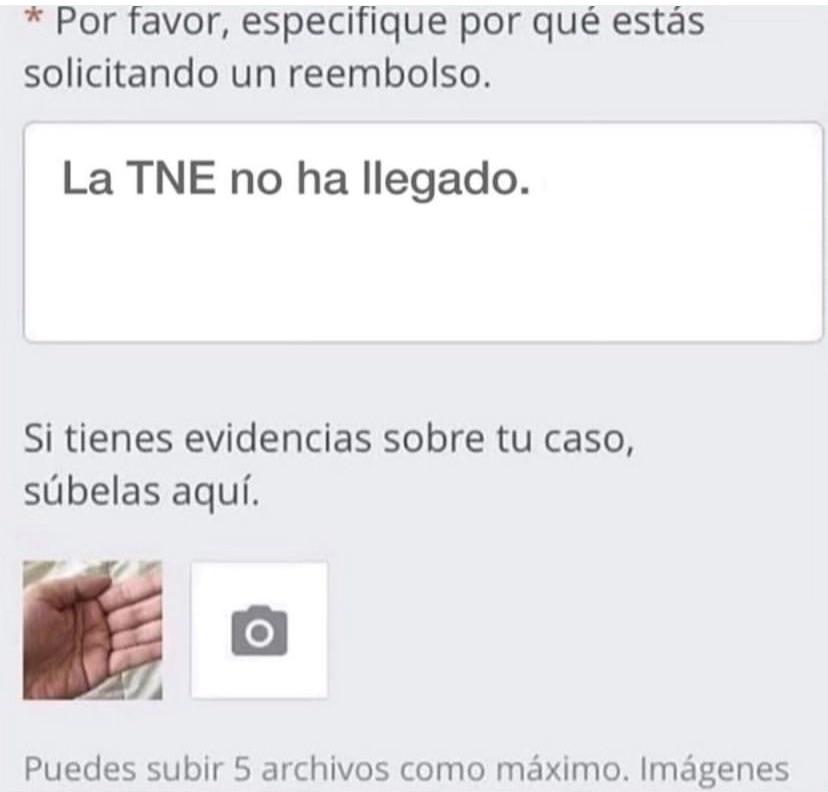 * Por favor, especifique por qué estás
solicitando un reembolso.
La TNE no ha llegado.
Si tienes evidencias sobre tu caso,
súbelas aquí.
Puedes subir 5 archivos como máximo. Imágenes